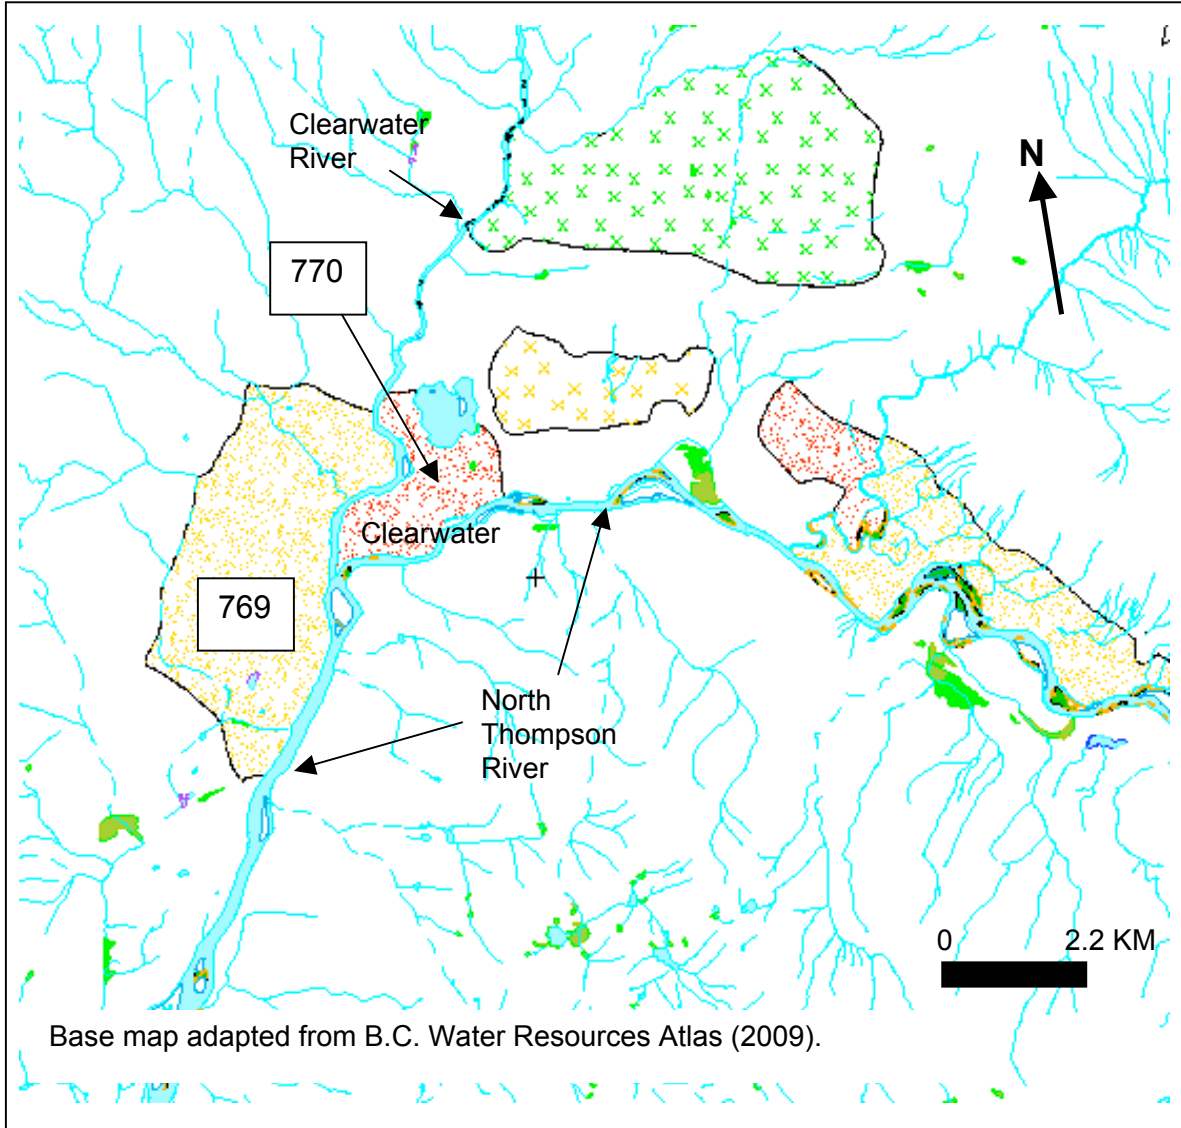 Clearwater
River
N
770
Clearwater
769
North
Thompson
River
0 2.2 KM
Base map adapted from B.C. Water Resources Atlas (2009).